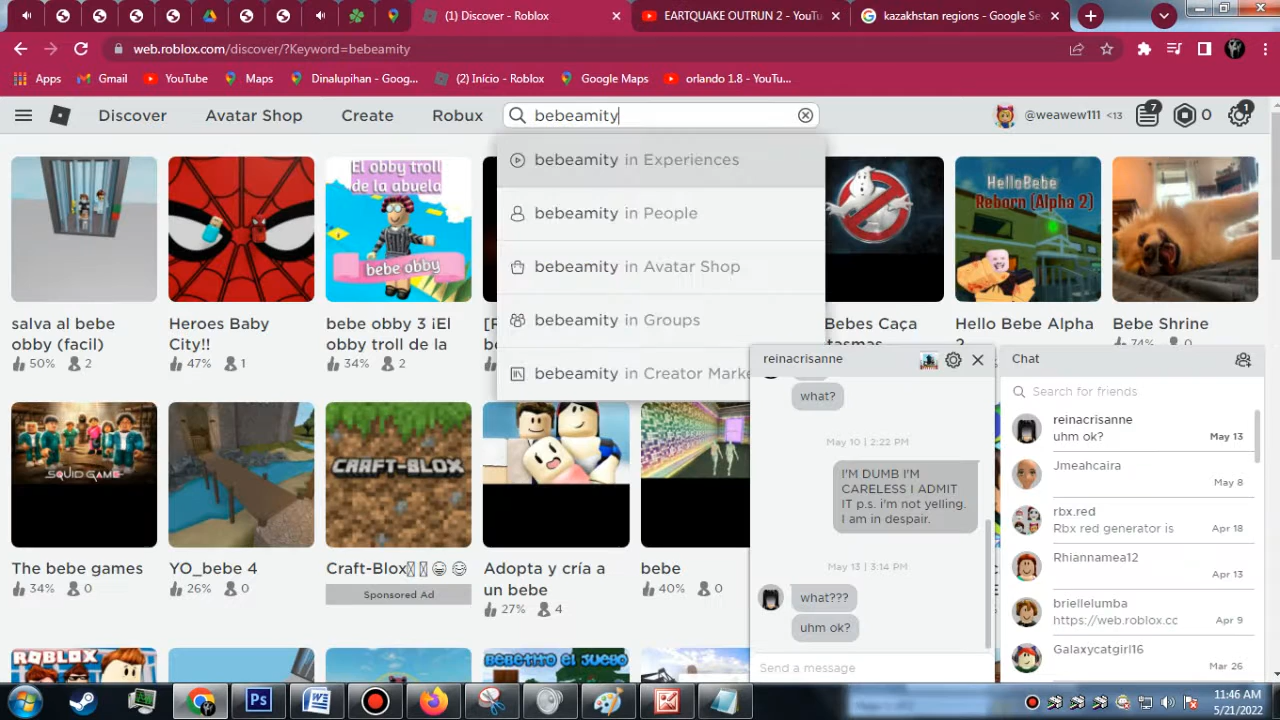 (1) Discover - Roblox
EARTQUAKE OUTRUN 2 - YouTu
kazakhstan regions - Google Se
web.roblox.com/discover/?Keyword=bebeamity
Apps
Gmail
YouTube
Maps
Dinalupihan - Goog...
(2) Início - Roblox
Google Maps
orlando 1.8 - YouTu...
Discover
Avatar Shop
Create
Robux
bebeamity
@weawew111
<13
7
0
1
bebeamity in Experiences
bebeamity in People
bebeamity in Avatar Shop
bebeamity in Groups
bebeamity in Creator Marke
El obby troll
de la abuela
bebe obby
HelloBebe
Reborn (Alpha 2)
salva al bebe
obby (facil)
50% 2
Heroes Baby
City!!
47% 1
bebe obby 3 ¡El
obby troll de la
34% 2
Bebes Caça
tasmas
Hello Bebe Alpha
2
Bebe Shrine
74% 0
SQUID GAME
CRAFT-BLOX
The bebe games
34% 0
YO_bebe 4
26% 0
Craft-Blox
Sponsored Ad
Adopta y cría a
un bebe
27% 4
bebe
40% 0
ROBLOX
BEBETITO EL JUEGO
reinacrisanne
what?
May 10 | 2:22 PM
I'M DUMB I'M
CARELESS I ADMIT
IT p.s. i'm not yelling.
I am in despair.
May 13 | 3:14 PM
what???
uhm ok?
Send a message
Chat
Search for friends
reinacrisanne
uhm ok?
May 13
Jmeahcaira
May 8
rbx.red
Rbx red generator is
Apr 18
Rhiannamea12
Apr 13
briellelumba
https://web.roblox.cc
Apr 9
Galaxycatgirl16
Mar 26
11:46 AM
5/21/2022